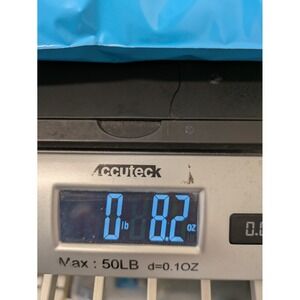 Accuteck
0 lb 8.2 oz
Max : 50LB d=0.1OZ